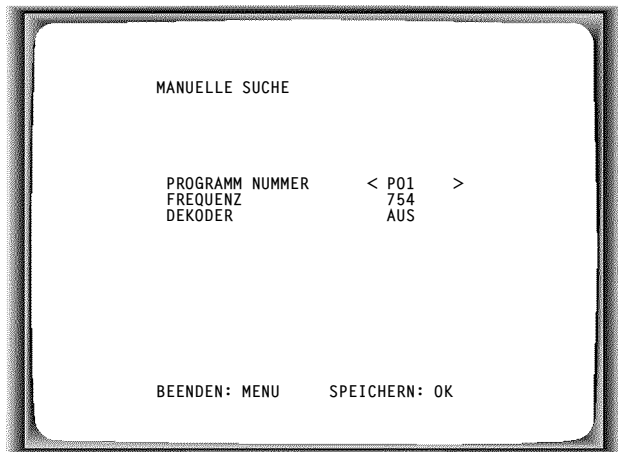 MANUELLE SUCHE
PROGRAMM NUMMER < P01 >
FREQUENZ 754
DEKODER AUS
BEENDEN: MENU SPEICHERN: OK